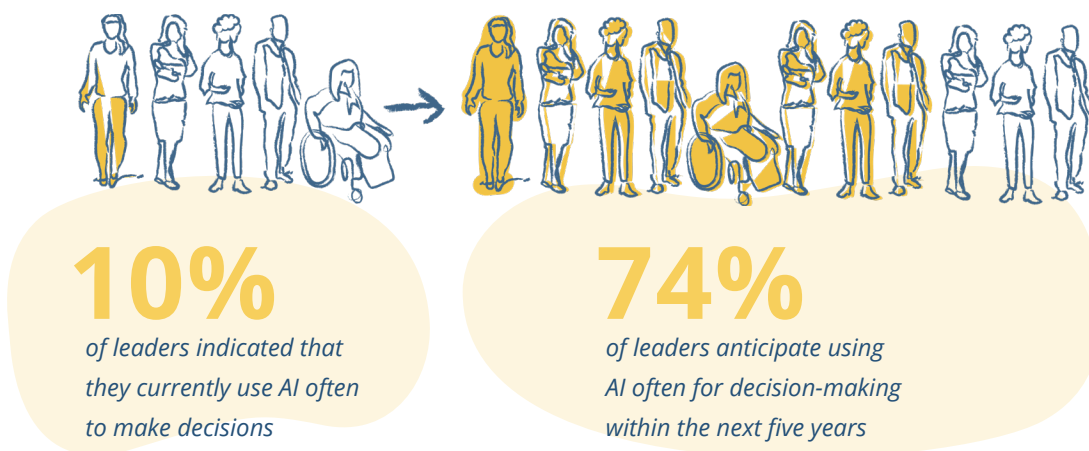 10%
of leaders indicated that
they currently use AI often
to make decisions
74%
of leaders anticipate using
AI often for decision-making
within the next five years